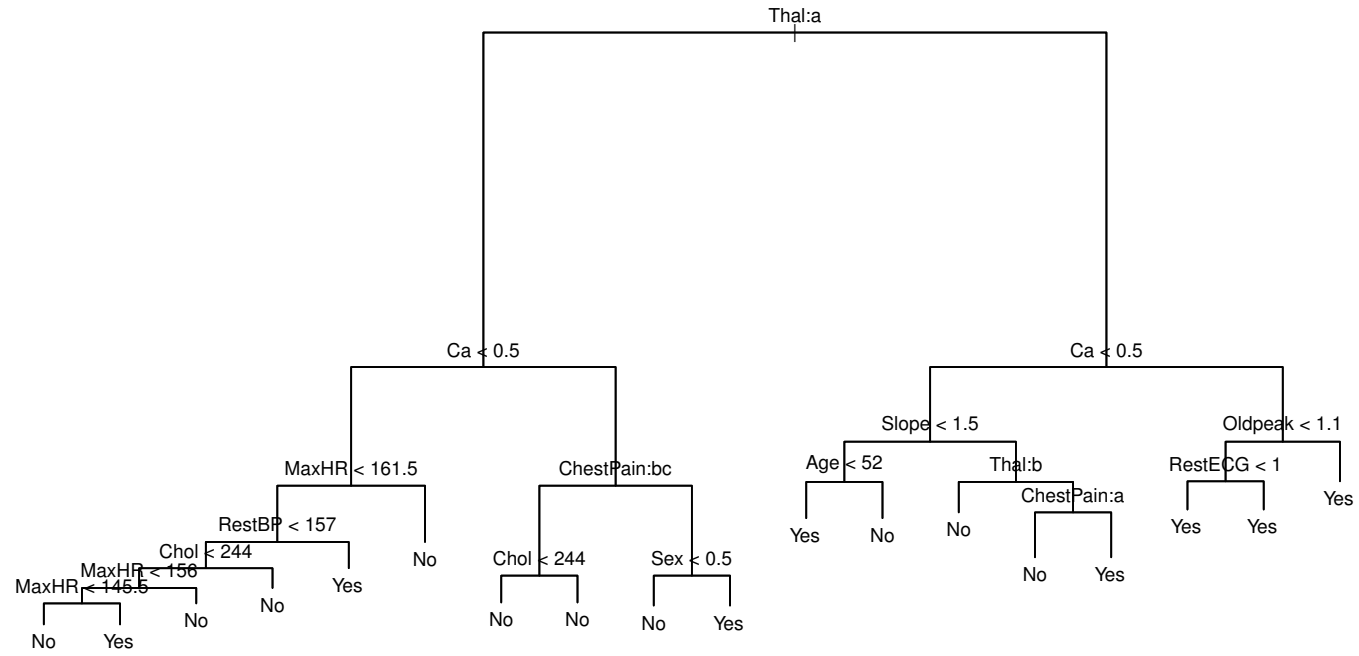 Thal:a
Ca < 0.5
Ca < 0.5
Slope < 1.5
Oldpeak < 1.1
MaxHR < 161.5
ChestPain:bc
Age < 52
Thal:b
RestECG < 1
ChestPain:a
Yes
RestBP < 157
Yes
No
No
Yes
Yes
Chol < 244
No
Chol < 244
Sex < 0.5
No
Yes
MaxHR < 156
MaxHR < 145.5
Yes
No
No
No
No
No
Yes
No
Yes